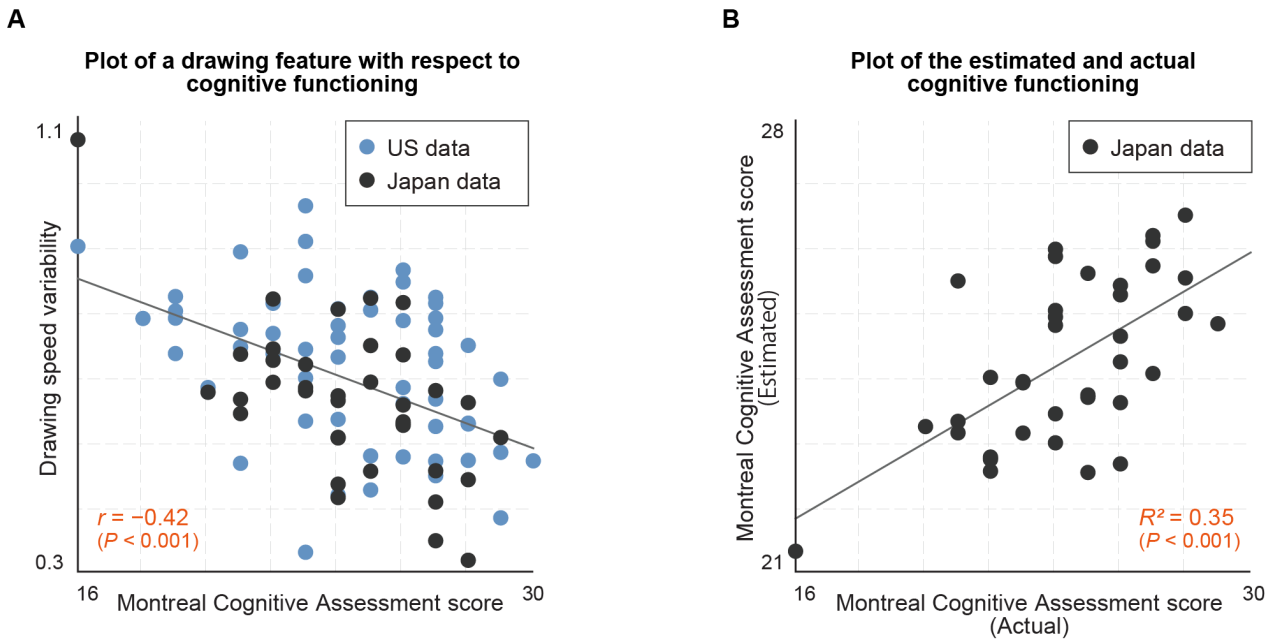 A
Plot of a drawing feature with respect to
cognitive functioning
1.1
US data
Japan data
Drawing speed variability
r = −0.42
(P < 0.001)
0.3
16
30
Montreal Cognitive Assessment score
B
Plot of the estimated and actual
cognitive functioning
28
Japan data
Montreal Cognitive Assessment score
(Estimated)
R² = 0.35
(P < 0.001)
21
16
30
Montreal Cognitive Assessment score
(Actual)